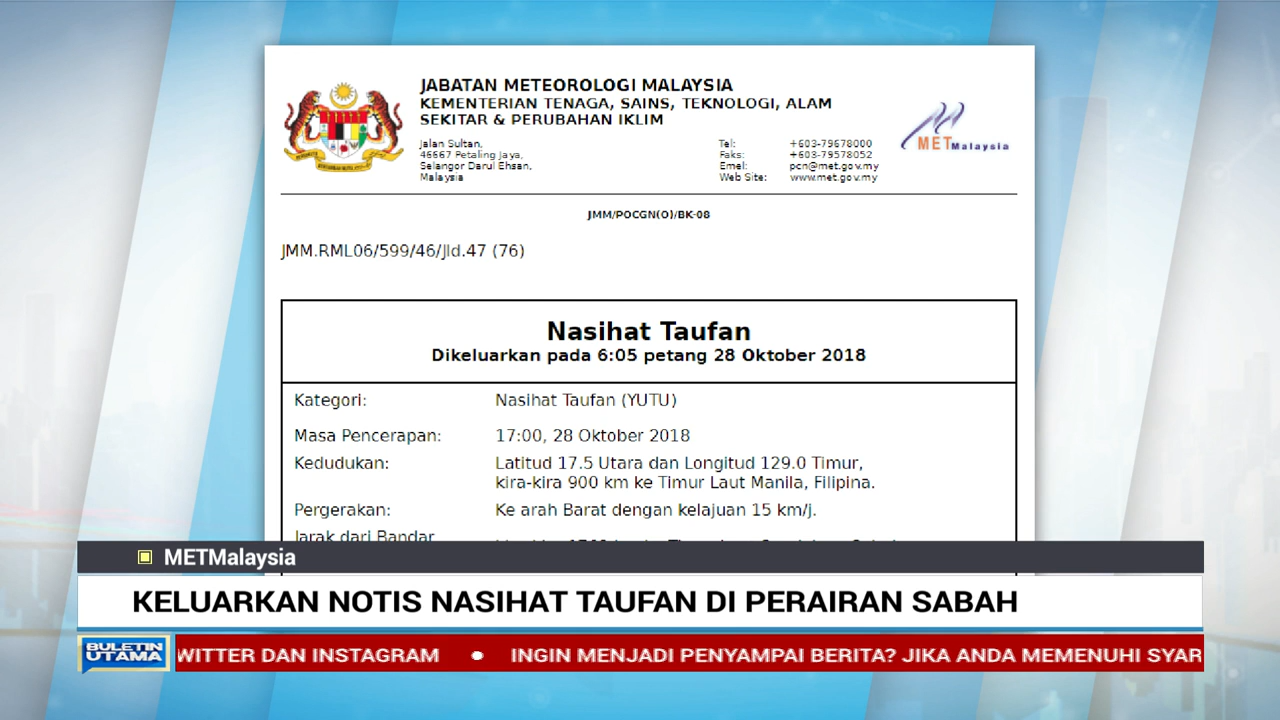 JABATAN METEOROLOGI MALAYSIA
KEMENTERIAN TENAGA, SAINS, TEKNOLOGI, ALAM
SEKITAR & PERUBAHAN IKLIM
Jalan Sultan,
46667 Petaling Jaya,
Selangor Darul Ehsan,
Malaysia
Tel: +603-79678000
Faks: +603-79578052
Emel: pcn@met.gov.my
Web Site: www.met.gov.my
METMalaysia
JMM/POCGN(O)/BK-08
JMM.RML06/599/46/Jld.47 (76)
Nasihat Taufan
Dikeluarkan pada 6:05 petang 28 Oktober 2018
Kategori: Nasihat Taufan (YUTU)
Masa Pencerapan: 17:00, 28 Oktober 2018
Kedudukan: Latitud 17.5 Utara dan Longitud 129.0 Timur,
kira-kira 900 km ke Timur Laut Manila, Filipina.
Pergerakan: Ke arah Barat dengan kelajuan 15 km/j.
Jarak dari Bandar
METMalaysia
KELUARKAN NOTIS NASIHAT TAUFAN DI PERAIRAN SABAH
BULETIN
UTAMA
WITTER DAN INSTAGRAM ● INGIN MENJADI PENYAMPAI BERITA? JIKA ANDA MEMENUHI SYAR